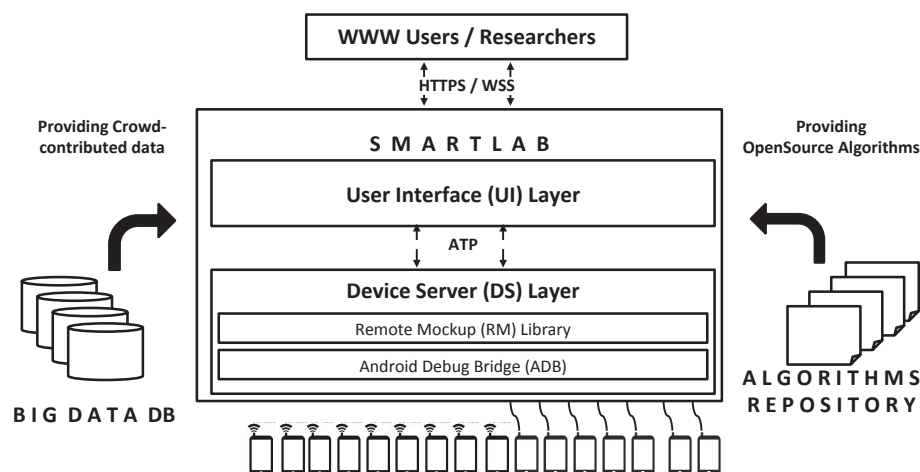 WWW Users / Researchers
HTTPS / WSS
Providing Crowd-
contributed data
Providing
OpenSource Algorithms
S M A R T L A B
User Interface (UI) Layer
ATP
Device Server (DS) Layer
Remote Mockup (RM) Library
Android Debug Bridge (ADB)
B I G D A T A DB
A L G O R I T H M S
R E P O S I T O R Y